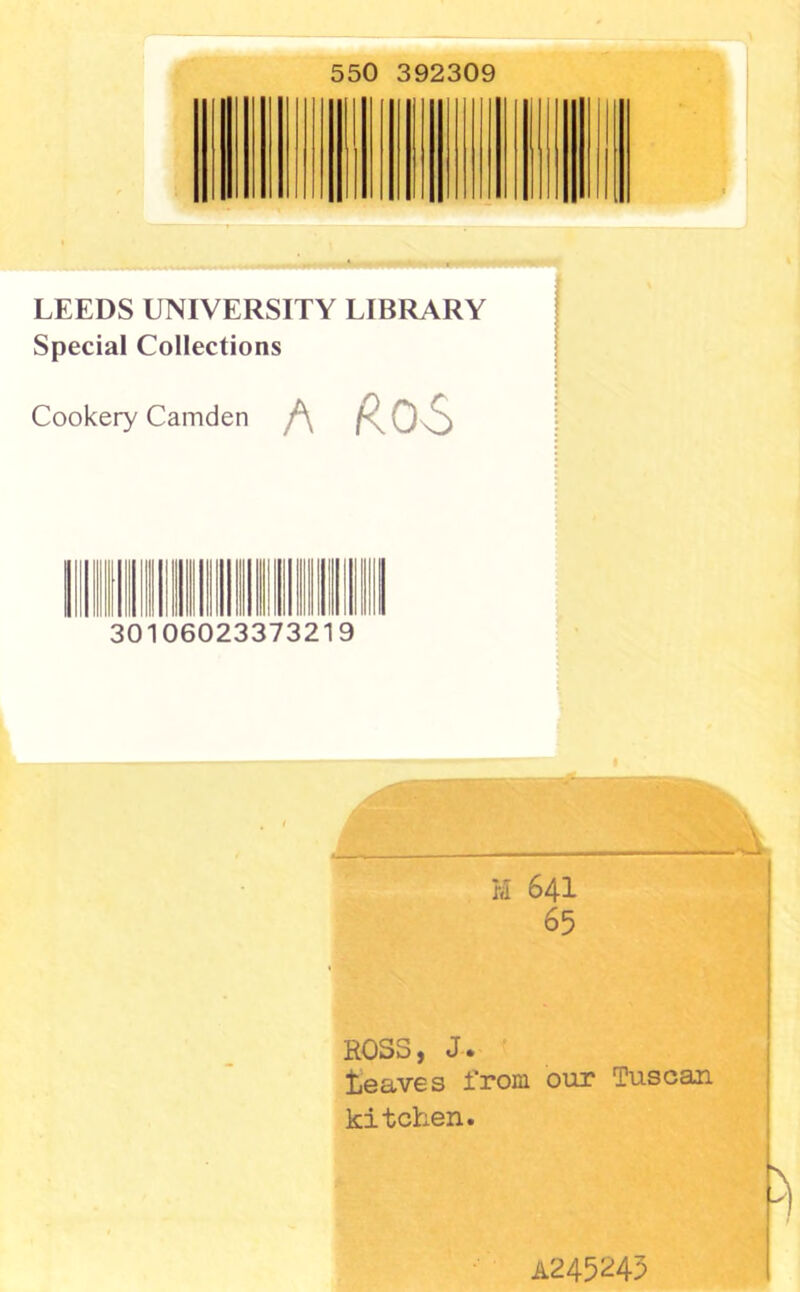 550 392309
LEEDS UNIVERSITY LIBRARY
Special Collections
Cookery Camden A ROS
30106023373219
M 641
65
ROSS, J.
Leaves from our Tuscan
kitchen.
A245243